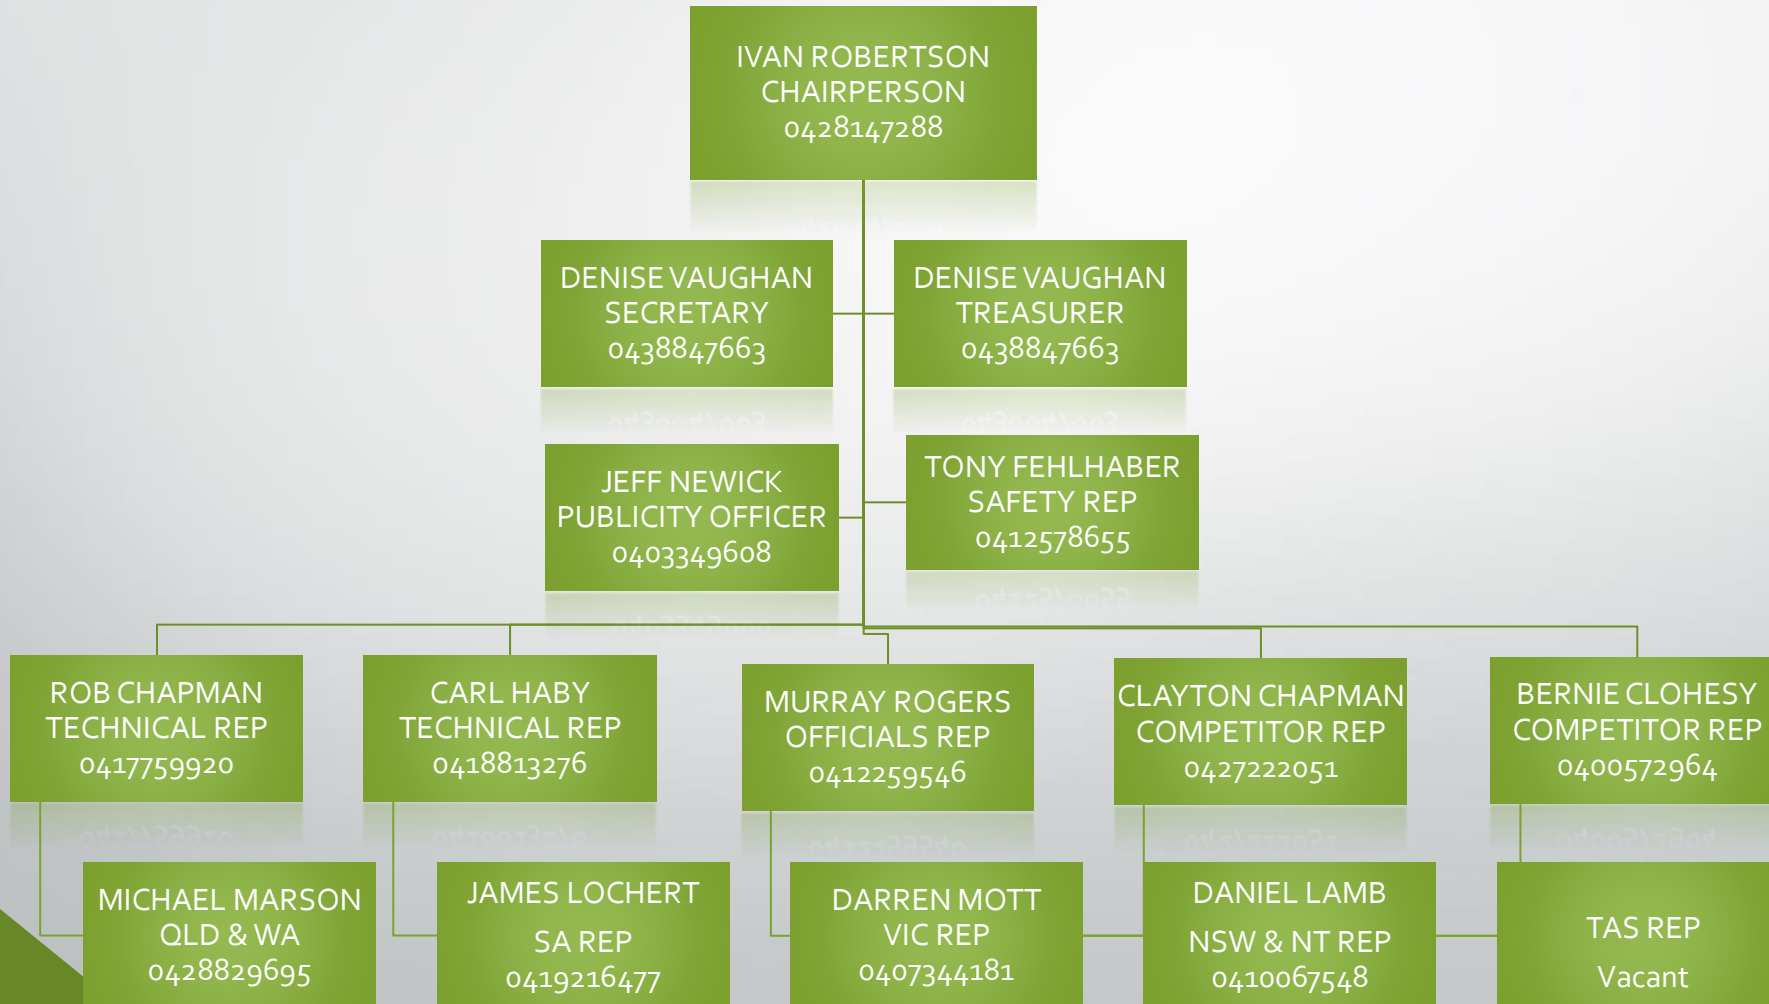 IVAN ROBERTSON
CHAIRPERSON
0428147288
DENISE VAUGHAN
SECRETARY
0438847663
DENISE VAUGHAN
TREASURER
0438847663
JEFF NEWICK
PUBLICITY OFFICER
0403349608
TONY FEHLHABER
SAFETY REP
0412578655
ROB CHAPMAN
TECHNICAL REP
0417759920
CARL HABY
TECHNICAL REP
0418813276
MURRAY ROGERS
OFFICIALS REP
0412259546
CLAYTON CHAPMAN
COMPETITOR REP
0427222051
BERNIE CLOHESY
COMPETITOR REP
0400572964
MICHAEL MARSON
QLD & WA
0428829695
JAMES LOCHERT
SA REP
0419216477
DARREN MOTT
VIC REP
0407344181
DANIEL LAMB
NSW & NT REP
0410067548
TAS REP
Vacant